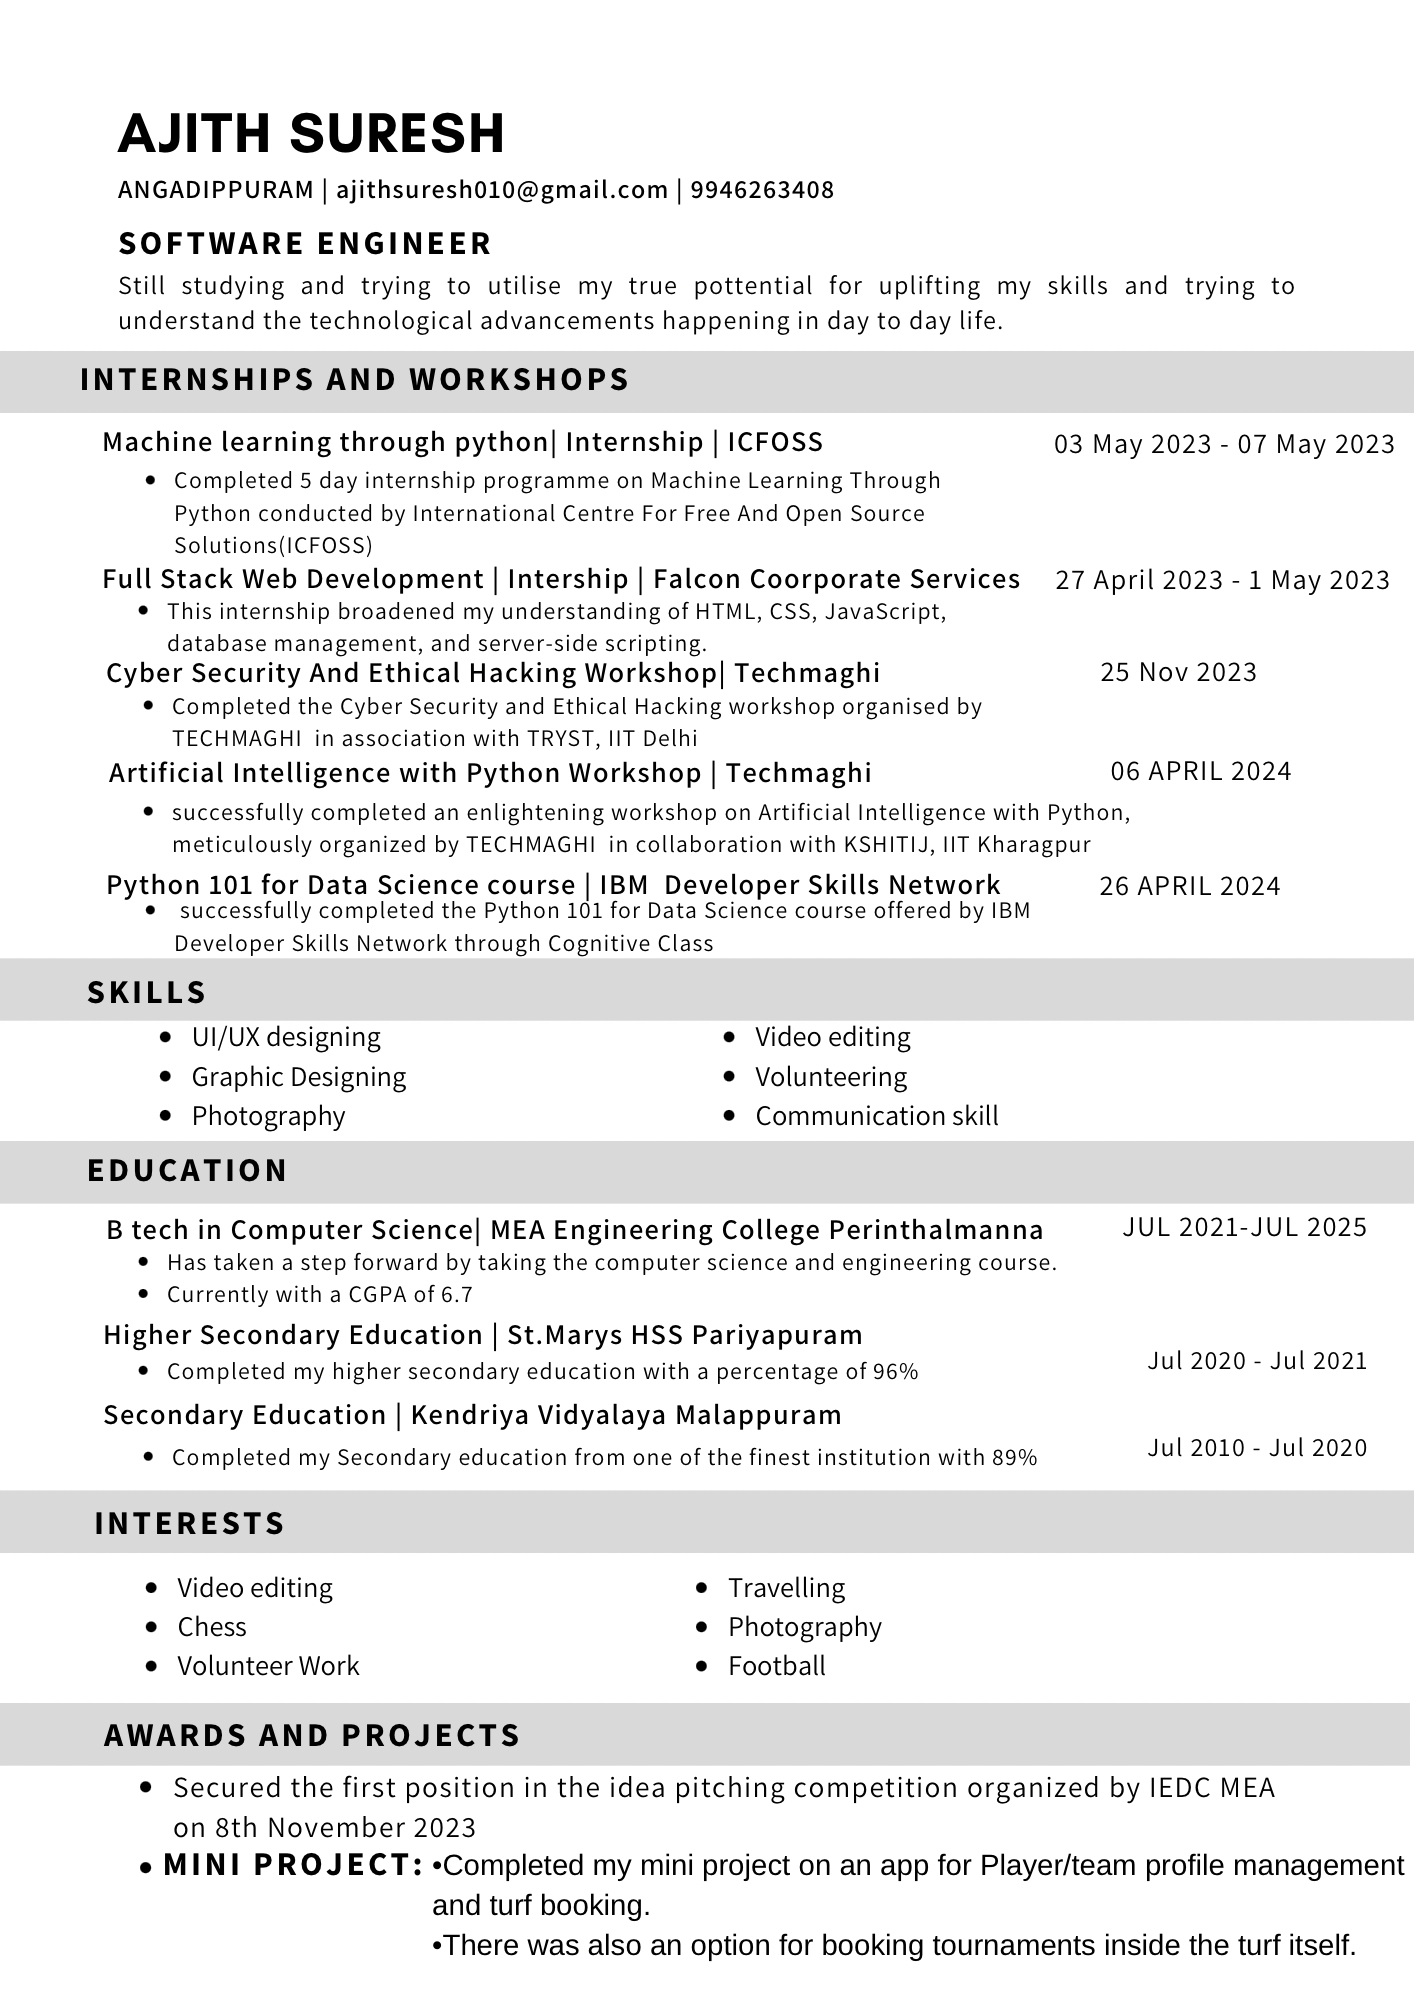 AJITH SURESH
ANGADIPPURAM | ajithsuresh010@gmail.com | 9946263408
SOFTWARE ENGINEER
Still studying and trying to utilise my true pottential for uplifting my skills and trying to
understand the technological advancements happening in day to day life.
INTERNSHIPS AND WORKSHOPS
Machine learning through python| Internship | ICFOSS 03 May 2023 - 07 May 2023
• Completed 5 day internship programme on Machine Learning Through
Python conducted by International Centre For Free And Open Source
Solutions(ICFOSS)
Full Stack Web Development | Intership | Falcon Coorporate Services 27 April 2023 - 1 May 2023
• This internship broadened my understanding of HTML, CSS, JavaScript,
database management, and server-side scripting.
Cyber Security And Ethical Hacking Workshop| Techmaghi 25 Nov 2023
• Completed the Cyber Security and Ethical Hacking workshop organised by
TECHMAGHI in association with TRYST, IIT Delhi
Artificial Intelligence with Python Workshop | Techmaghi 06 APRIL 2024
• successfully completed an enlightening workshop on Artificial Intelligence with Python,
meticulously organized by TECHMAGHI in collaboration with KSHITIJ, IIT Kharagpur
Python 101 for Data Science course | IBM Developer Skills Network 26 APRIL 2024
• successfully completed the Python 101 for Data Science course offered by IBM
Developer Skills Network through Cognitive Class
SKILLS
• UI/UX designing
• Graphic Designing
• Photography
• Video editing
• Volunteering
• Communication skill
EDUCATION
B tech in Computer Science| MEA Engineering College Perinthalmanna JUL 2021-JUL 2025
• Has taken a step forward by taking the computer science and engineering course.
• Currently with a CGPA of 6.7
Higher Secondary Education | St.Marys HSS Pariyapuram
Jul 2020 - Jul 2021
• Completed my higher secondary education with a percentage of 96%
Secondary Education | Kendriya Vidyalaya Malappuram
Jul 2010 - Jul 2020
• Completed my Secondary education from one of the finest institution with 89%
INTERESTS
• Video editing
• Chess
• Volunteer Work
• Travelling
• Photography
• Football
AWARDS AND PROJECTS
• Secured the first position in the idea pitching competition organized by IEDC MEA
on 8th November 2023
• MINI PROJECT: •Completed my mini project on an app for Player/team profile management
and turf booking.
•There was also an option for booking tournaments inside the turf itself.